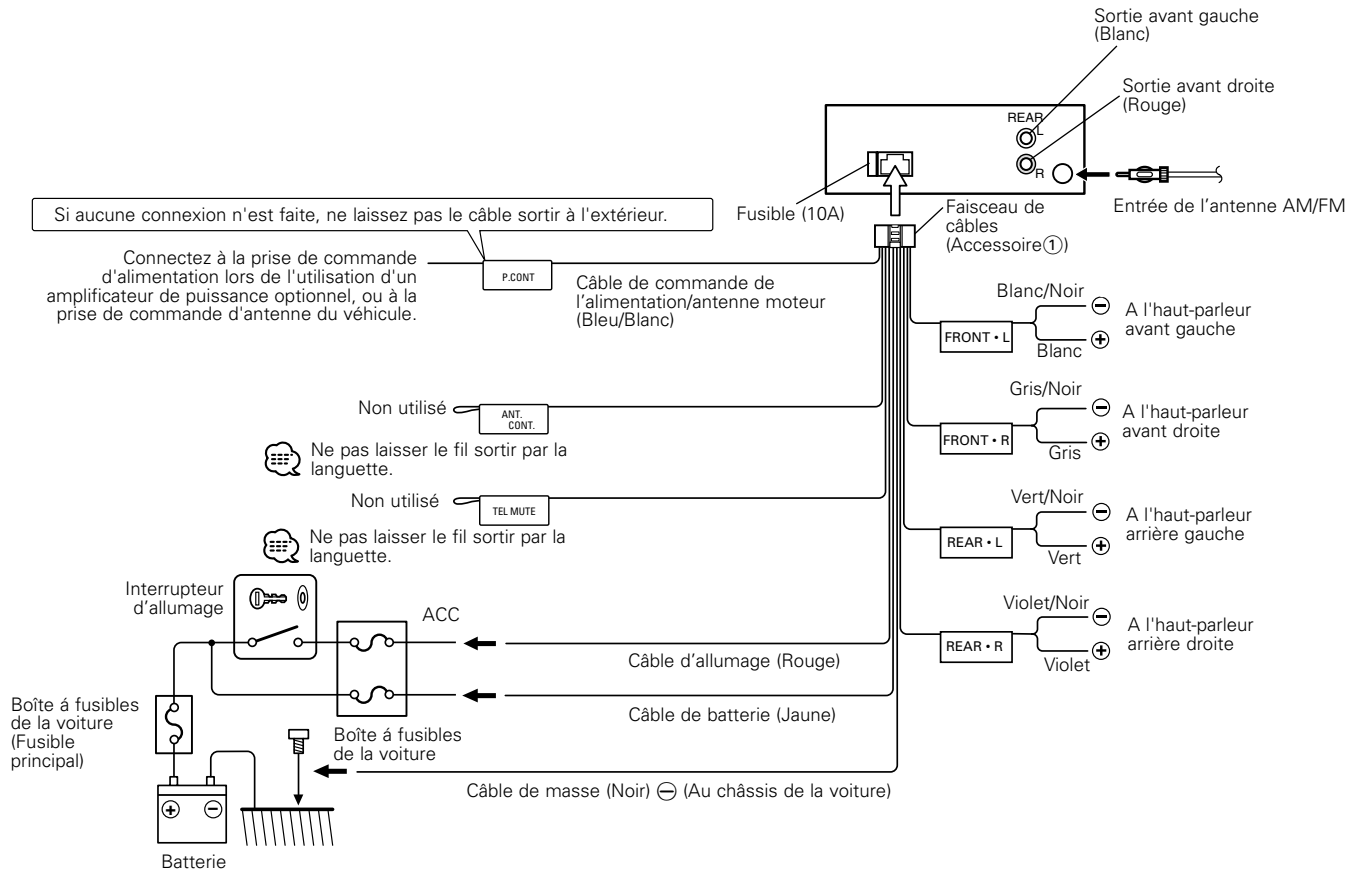 Sortie avant gauche
(Blanc)
Sortie avant droite
(Rouge)
REAR
L
R
Fusible (10A)
Faisceau de
câbles
(Accessoire①)
Entrée de l'antenne AM/FM
Si aucune connexion n'est faite, ne laissez pas le câble sortir à l'extérieur.
Connectez à la prise de commande
d'alimentation lors de l'utilisation d'un
amplificateur de puissance optionnel, ou à la
prise de commande d'antenne du véhicule.
P.CONT
Câble de commande de
l'alimentation/antenne moteur
(Bleu/Blanc)
Blanc/Noir
⊖
FRONT • L
Blanc
⊕
A l'haut-parleur
avant gauche
Non utilisé
ANT.
CONT.
Ne pas laisser le fil sortir par la
languette.
Gris/Noir
⊖
FRONT • R
Gris
⊕
A l'haut-parleur
avant droite
Non utilisé
TEL MUTE
Ne pas laisser le fil sortir par la
languette.
Vert/Noir
⊖
REAR • L
Vert
⊕
A l'haut-parleur
arrière gauche
Violet/Noir
⊖
REAR • R
Violet
⊕
A l'haut-parleur
arrière droite
Interrupteur
d'allumage
ACC
Câble d'allumage (Rouge)
Câble de batterie (Jaune)
Boîte á fusibles
de la voiture
(Fusible
principal)
Boîte á fusibles
de la voiture
Câble de masse (Noir) ⊖ (Au châssis de la voiture)
⊕ ⊖
Batterie